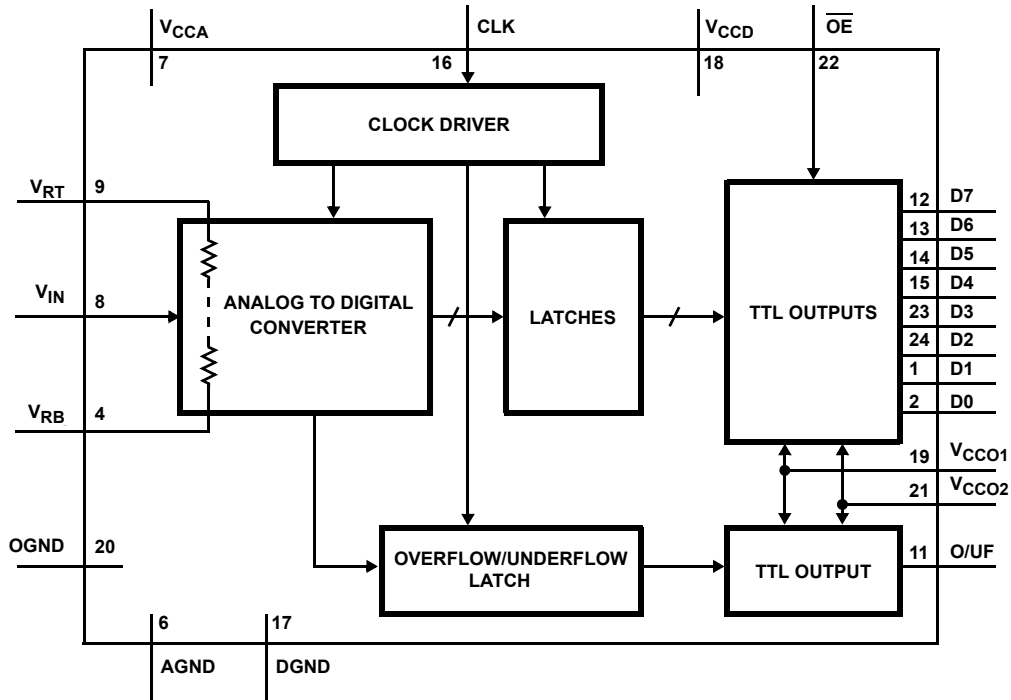 VCCA
CLK
VCCD
OE
7
16
18
22
CLOCK DRIVER
VRT
9
12
D7
13
D6
14
D5
VIN
8
ANALOG TO DIGITAL
CONVERTER
LATCHES
TTL OUTPUTS
15
D4
23
D3
24
D2
1
D1
VRB
4
2
D0
19
VCCO1
21
VCCO2
OGND
20
OVERFLOW/UNDERFLOW
LATCH
TTL OUTPUT
11
O/UF
6
17
AGND
DGND